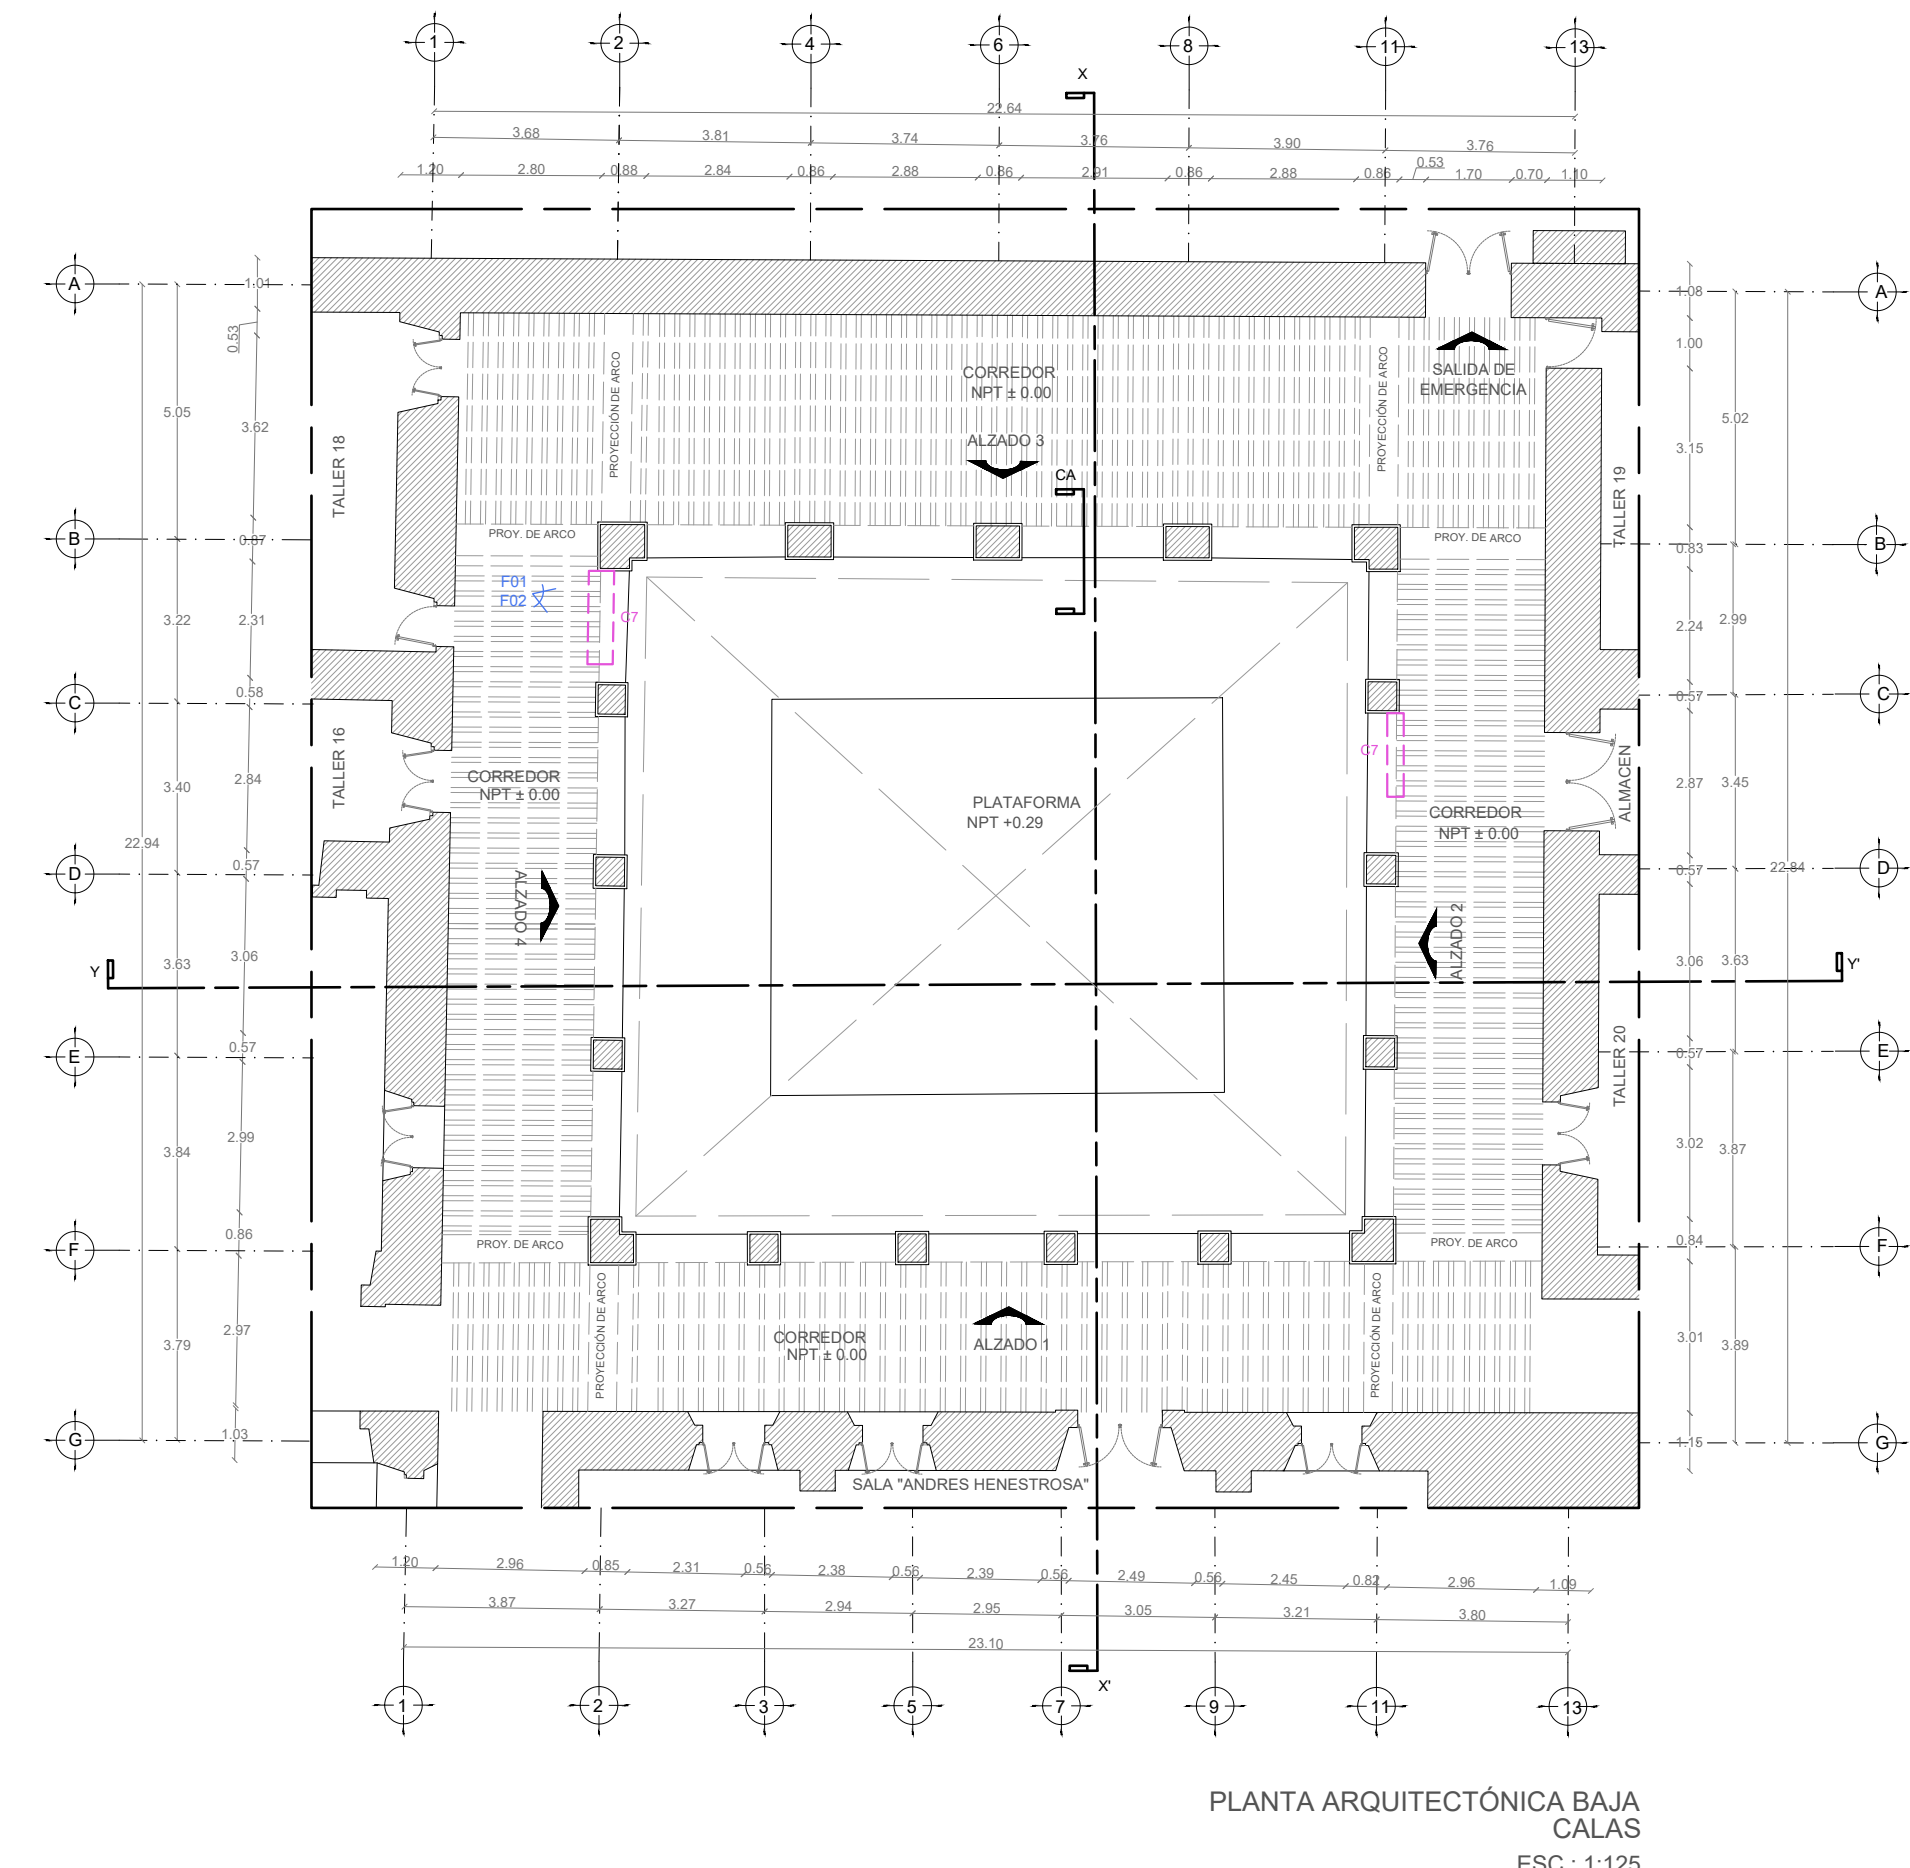 1 2 4 6 8 11 13
X
22.64
3.68 3.81 3.74 3.76 3.90 3.76
0.53
1.20 2.80 0.88 2.84 0.86 2.88 0.86 2.91 0.86 2.88 0.86 1.70 0.70 1.10
A
B
C
D
E
F
G
22.94
5.05
3.22
3.40
3.63
3.84
3.79
1.01
0.53
3.62
0.87
2.31
0.58
2.84
0.57
3.06
0.57
2.99
0.86
2.97
1.03
Y
TALLER 18
TALLER 16
PROYECCIÓN DE ARCO
CORREDOR
NPT ± 0.00
ALZADO 3
CA
PROYECCIÓN DE ARCO
SALIDA DE
EMERGENCIA
PROY. DE ARCO
PROY. DE ARCO
F01
F02
C7
C7
CORREDOR
NPT ± 0.00
PLATAFORMA
NPT +0.29
CORREDOR
NPT ± 0.00
ALZADO 4
ALZADO 2
PROY. DE ARCO
PROY. DE ARCO
PROYECCIÓN DE ARCO
CORREDOR
NPT ± 0.00
ALZADO 1
PROYECCIÓN DE ARCO
SALA "ANDRES HENESTROSA"
TALLER 19
ALMACEN
TALLER 20
1.08
1.00
3.15
0.83
2.24
0.57
2.87
0.57
3.06
0.57
3.02
0.84
3.01
1.15
5.02
2.99
3.45
3.63
3.87
3.89
22.84
Y'
A
B
C
D
E
F
G
1.20 2.96 0.85 2.31 0.56 2.38 0.56 2.39 0.56 2.49 0.56 2.45 0.82 2.96 1.09
3.87 3.27 2.94 2.95 3.05 3.21 3.80
23.10
X'
1 2 3 5 7 9 11 13
PLANTA ARQUITECTÓNICA BAJA
CALAS
ESC.: 1:125